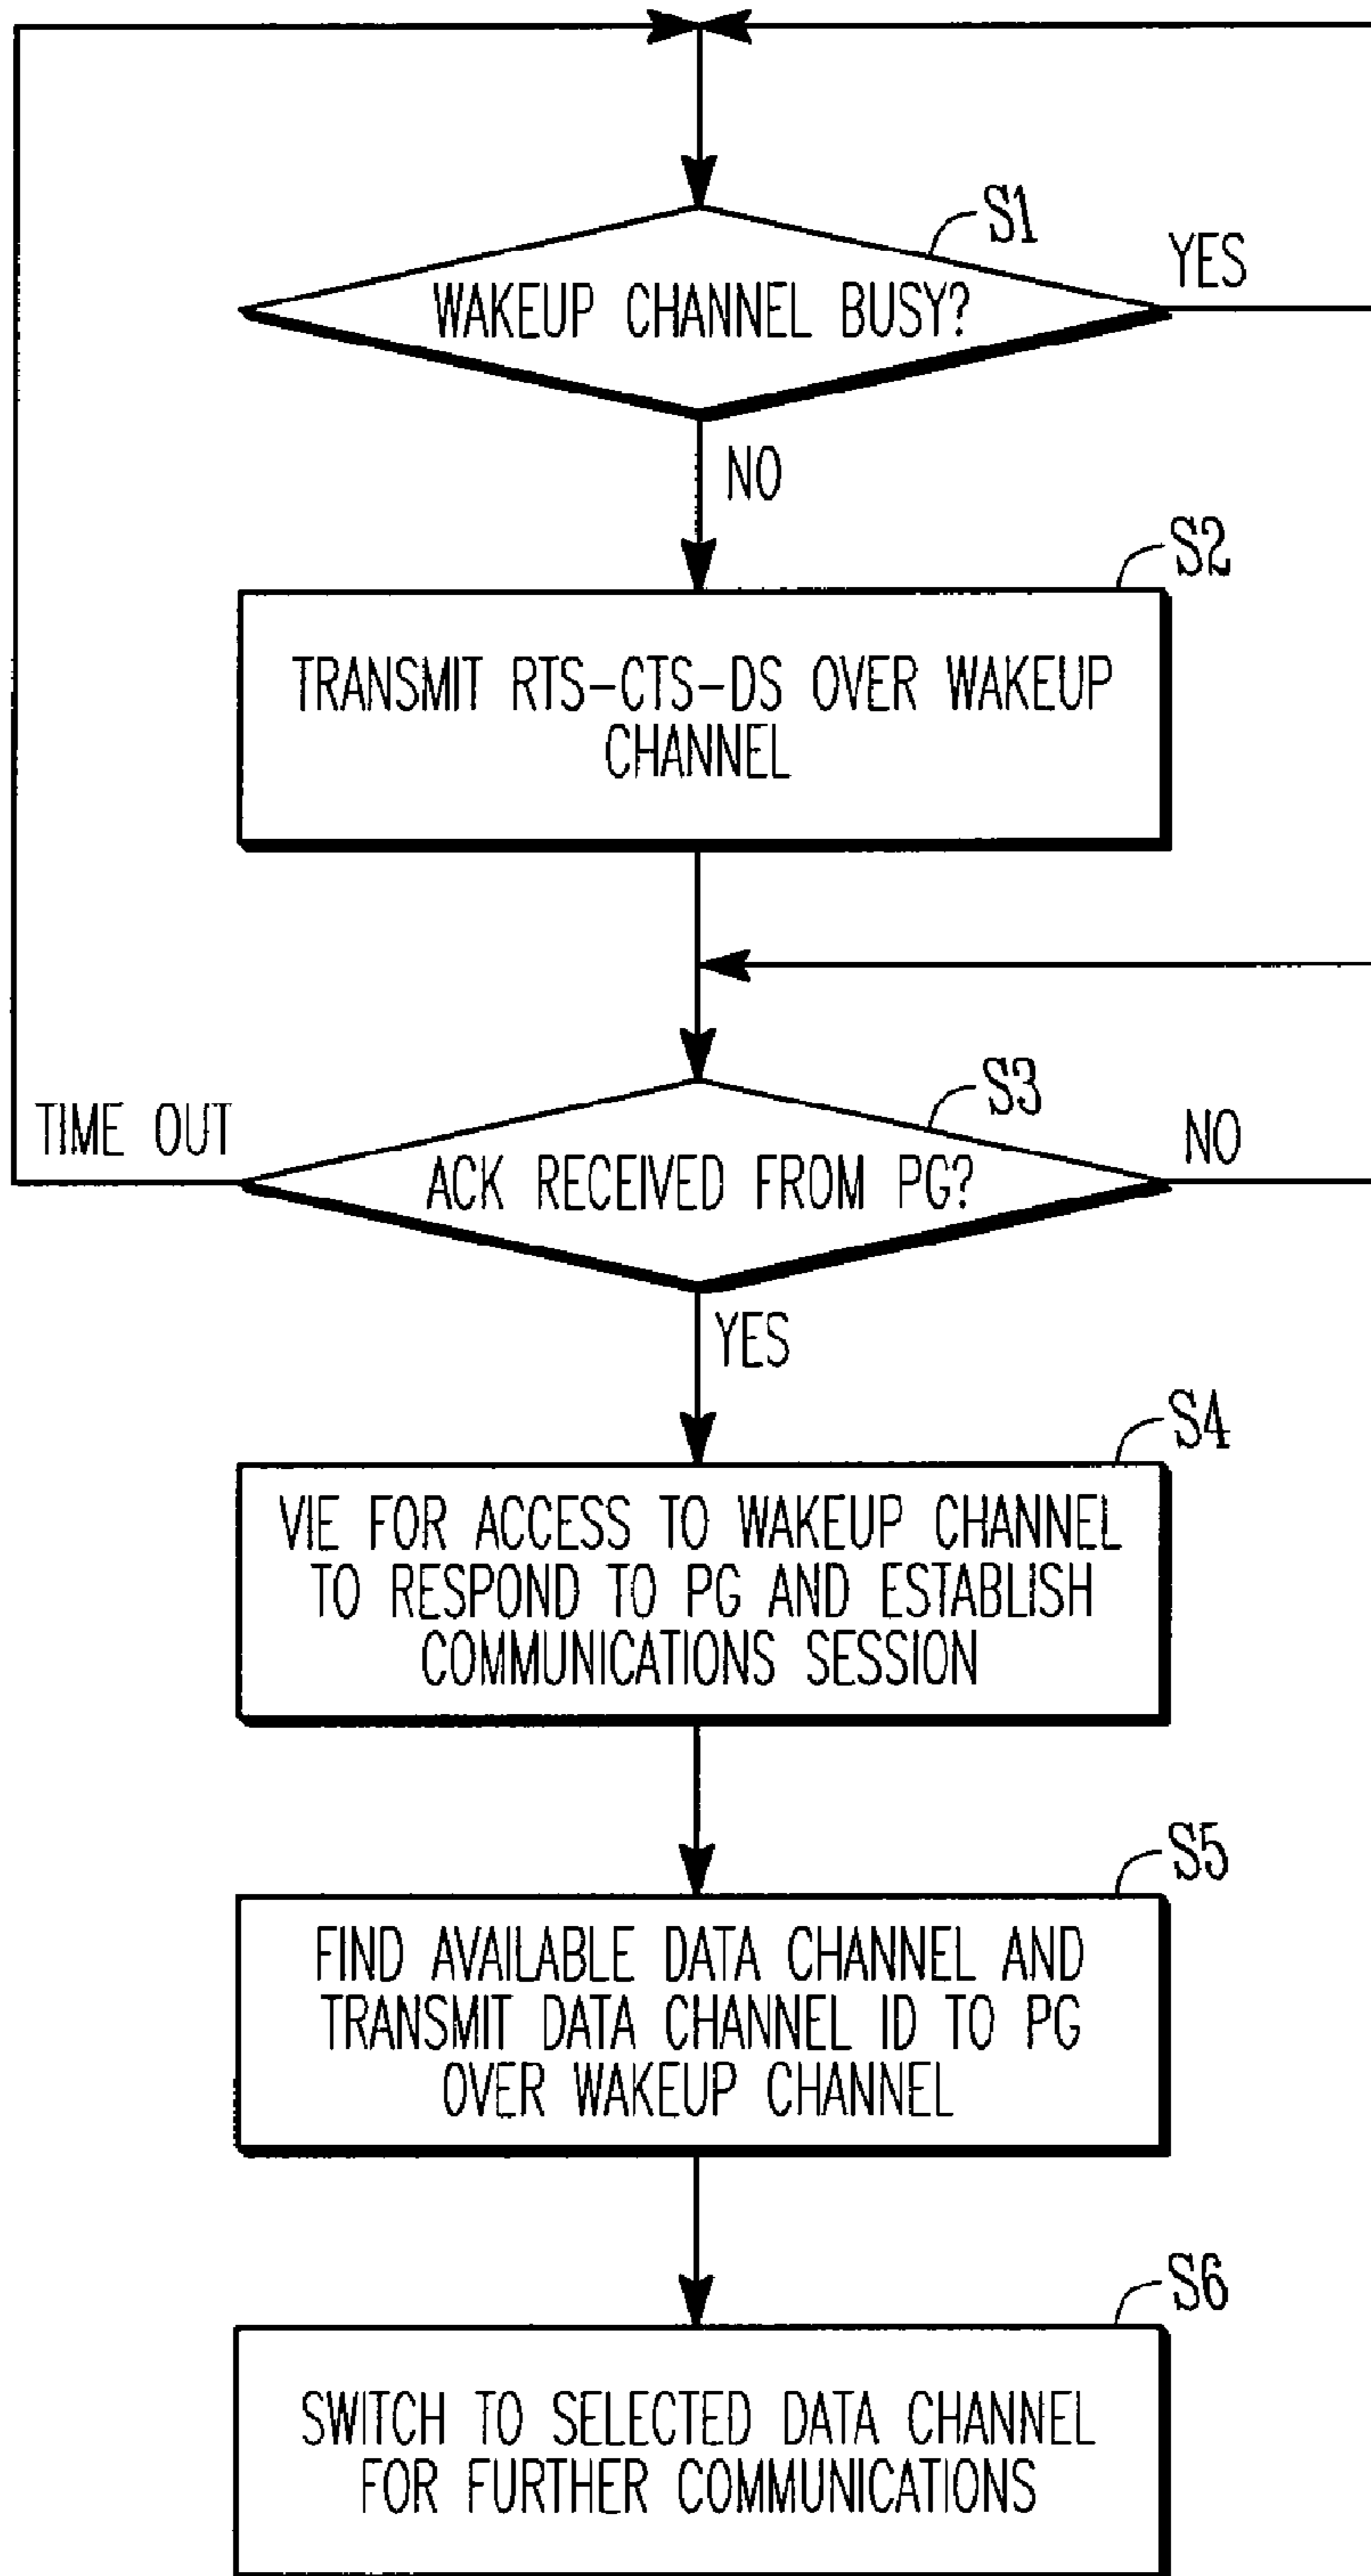 S1
WAKEUP CHANNEL BUSY?
YES
NO
S2
TRANSMIT RTS-CTS-DS OVER WAKEUP
CHANNEL
S3
TIME OUT
ACK RECEIVED FROM PG?
NO
YES
S4
VIE FOR ACCESS TO WAKEUP CHANNEL
TO RESPOND TO PG AND ESTABLISH
COMMUNICATIONS SESSION
S5
FIND AVAILABLE DATA CHANNEL AND
TRANSMIT DATA CHANNEL ID TO PG
OVER WAKEUP CHANNEL
S6
SWITCH TO SELECTED DATA CHANNEL
FOR FURTHER COMMUNICATIONS